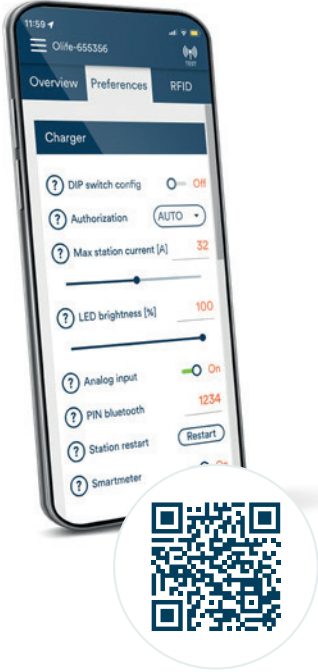 11:59
Olife-655356
TEST
Overview Preferences RFID
Charger
? DIP switch config Off
? Authorization AUTO
? Max station current [A] 32
? LED brightness [%] 100
? Analog input On
? PIN bluetooth 1234
? Station restart Restart
? Smartmeter On